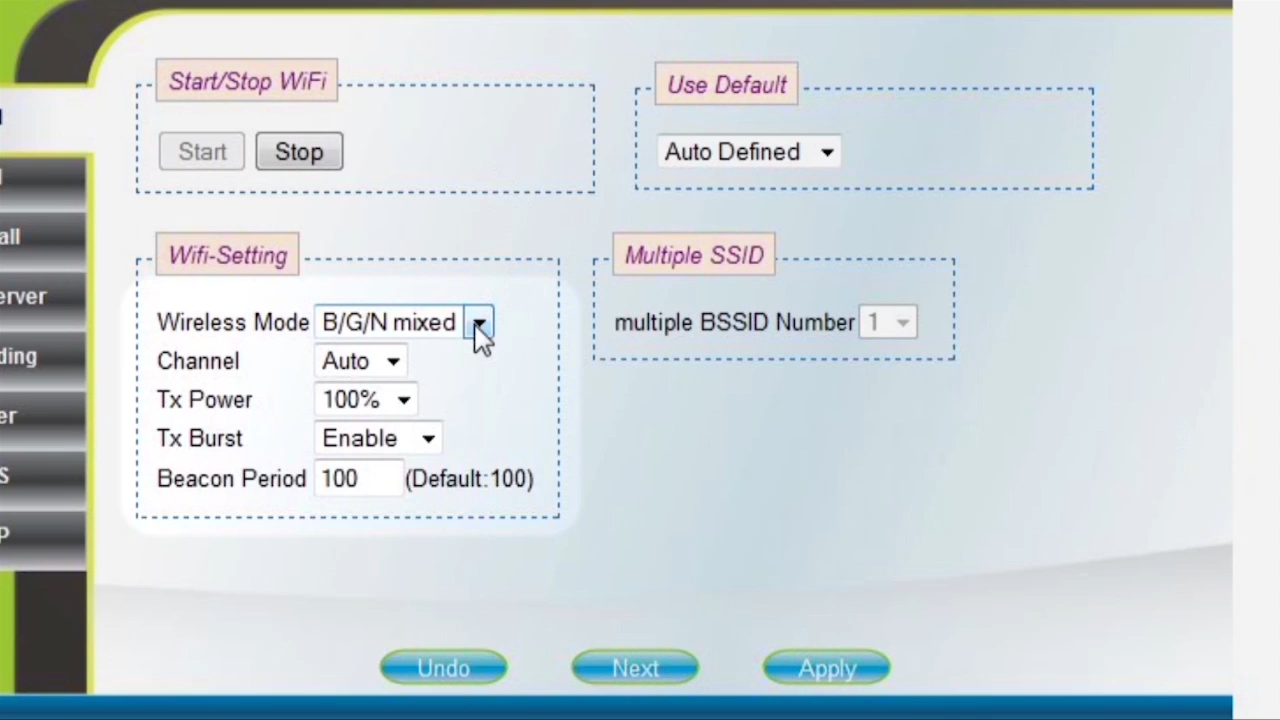 Start/Stop WiFi
Start
Stop
Use Default
Auto Defined
Wifi-Setting
Wireless Mode B/G/N mixed
Channel Auto
Tx Power 100%
Tx Burst Enable
Beacon Period 100 (Default:100)
Multiple SSID
multiple BSSID Number 1
all
erver
ding
er
S
P
Undo
Next
Apply